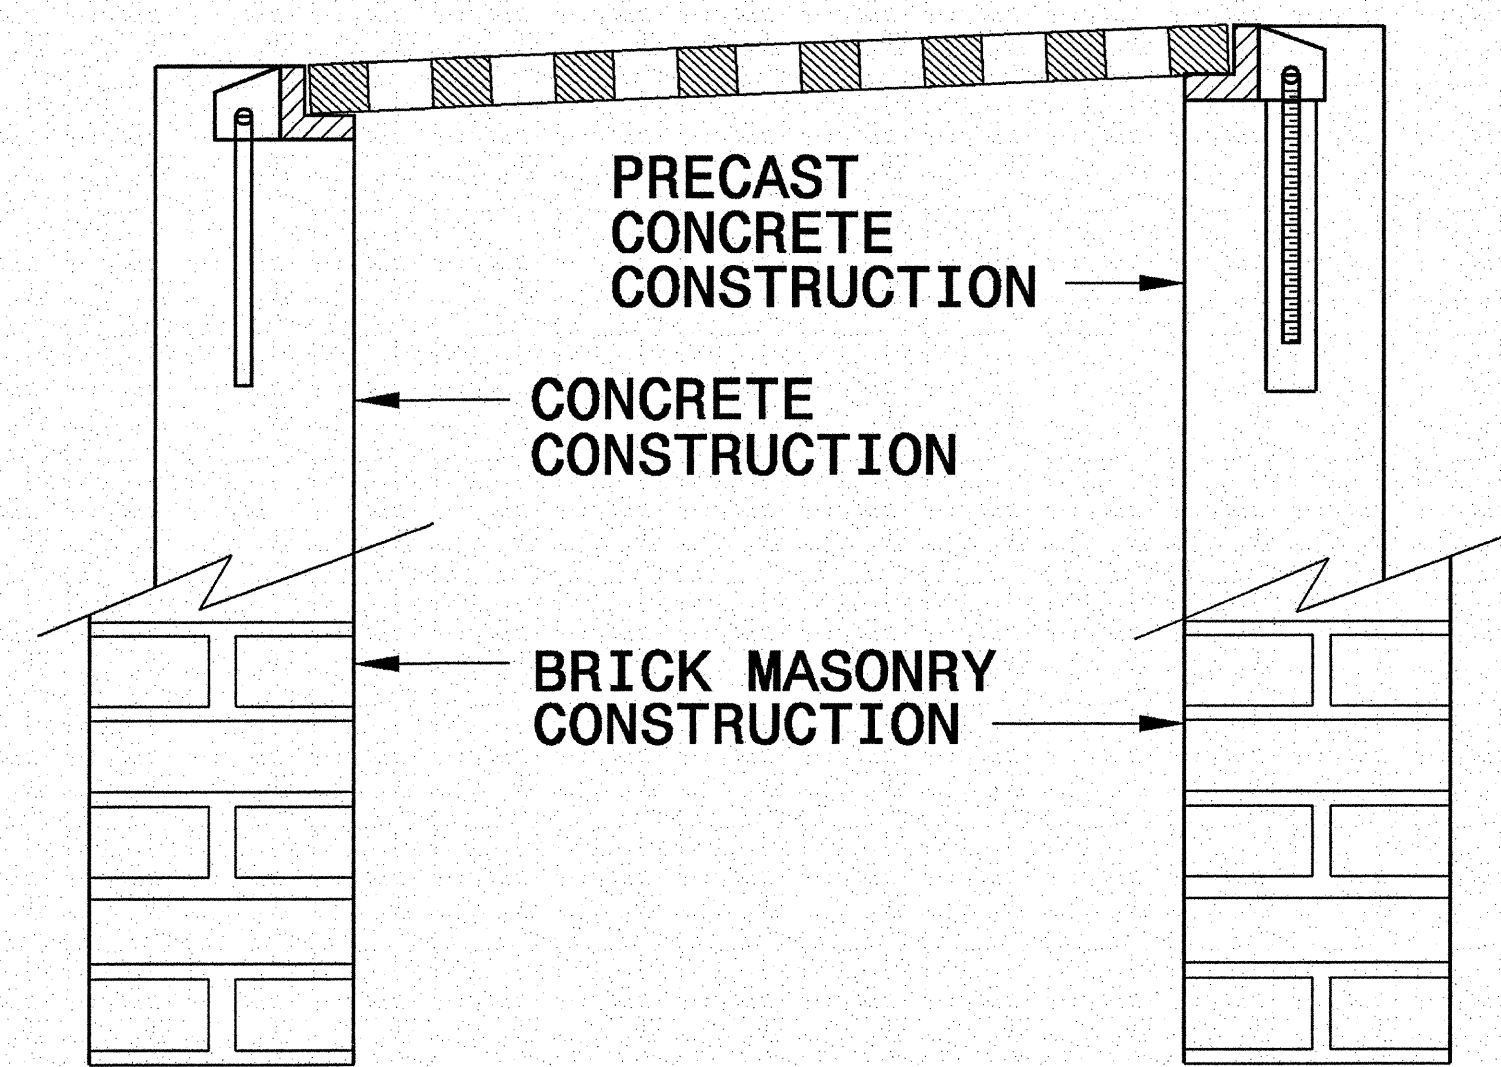 PRECAST
CONCRETE
CONSTRUCTION
CONCRETE
CONSTRUCTION
BRICK MASONRY
CONSTRUCTION